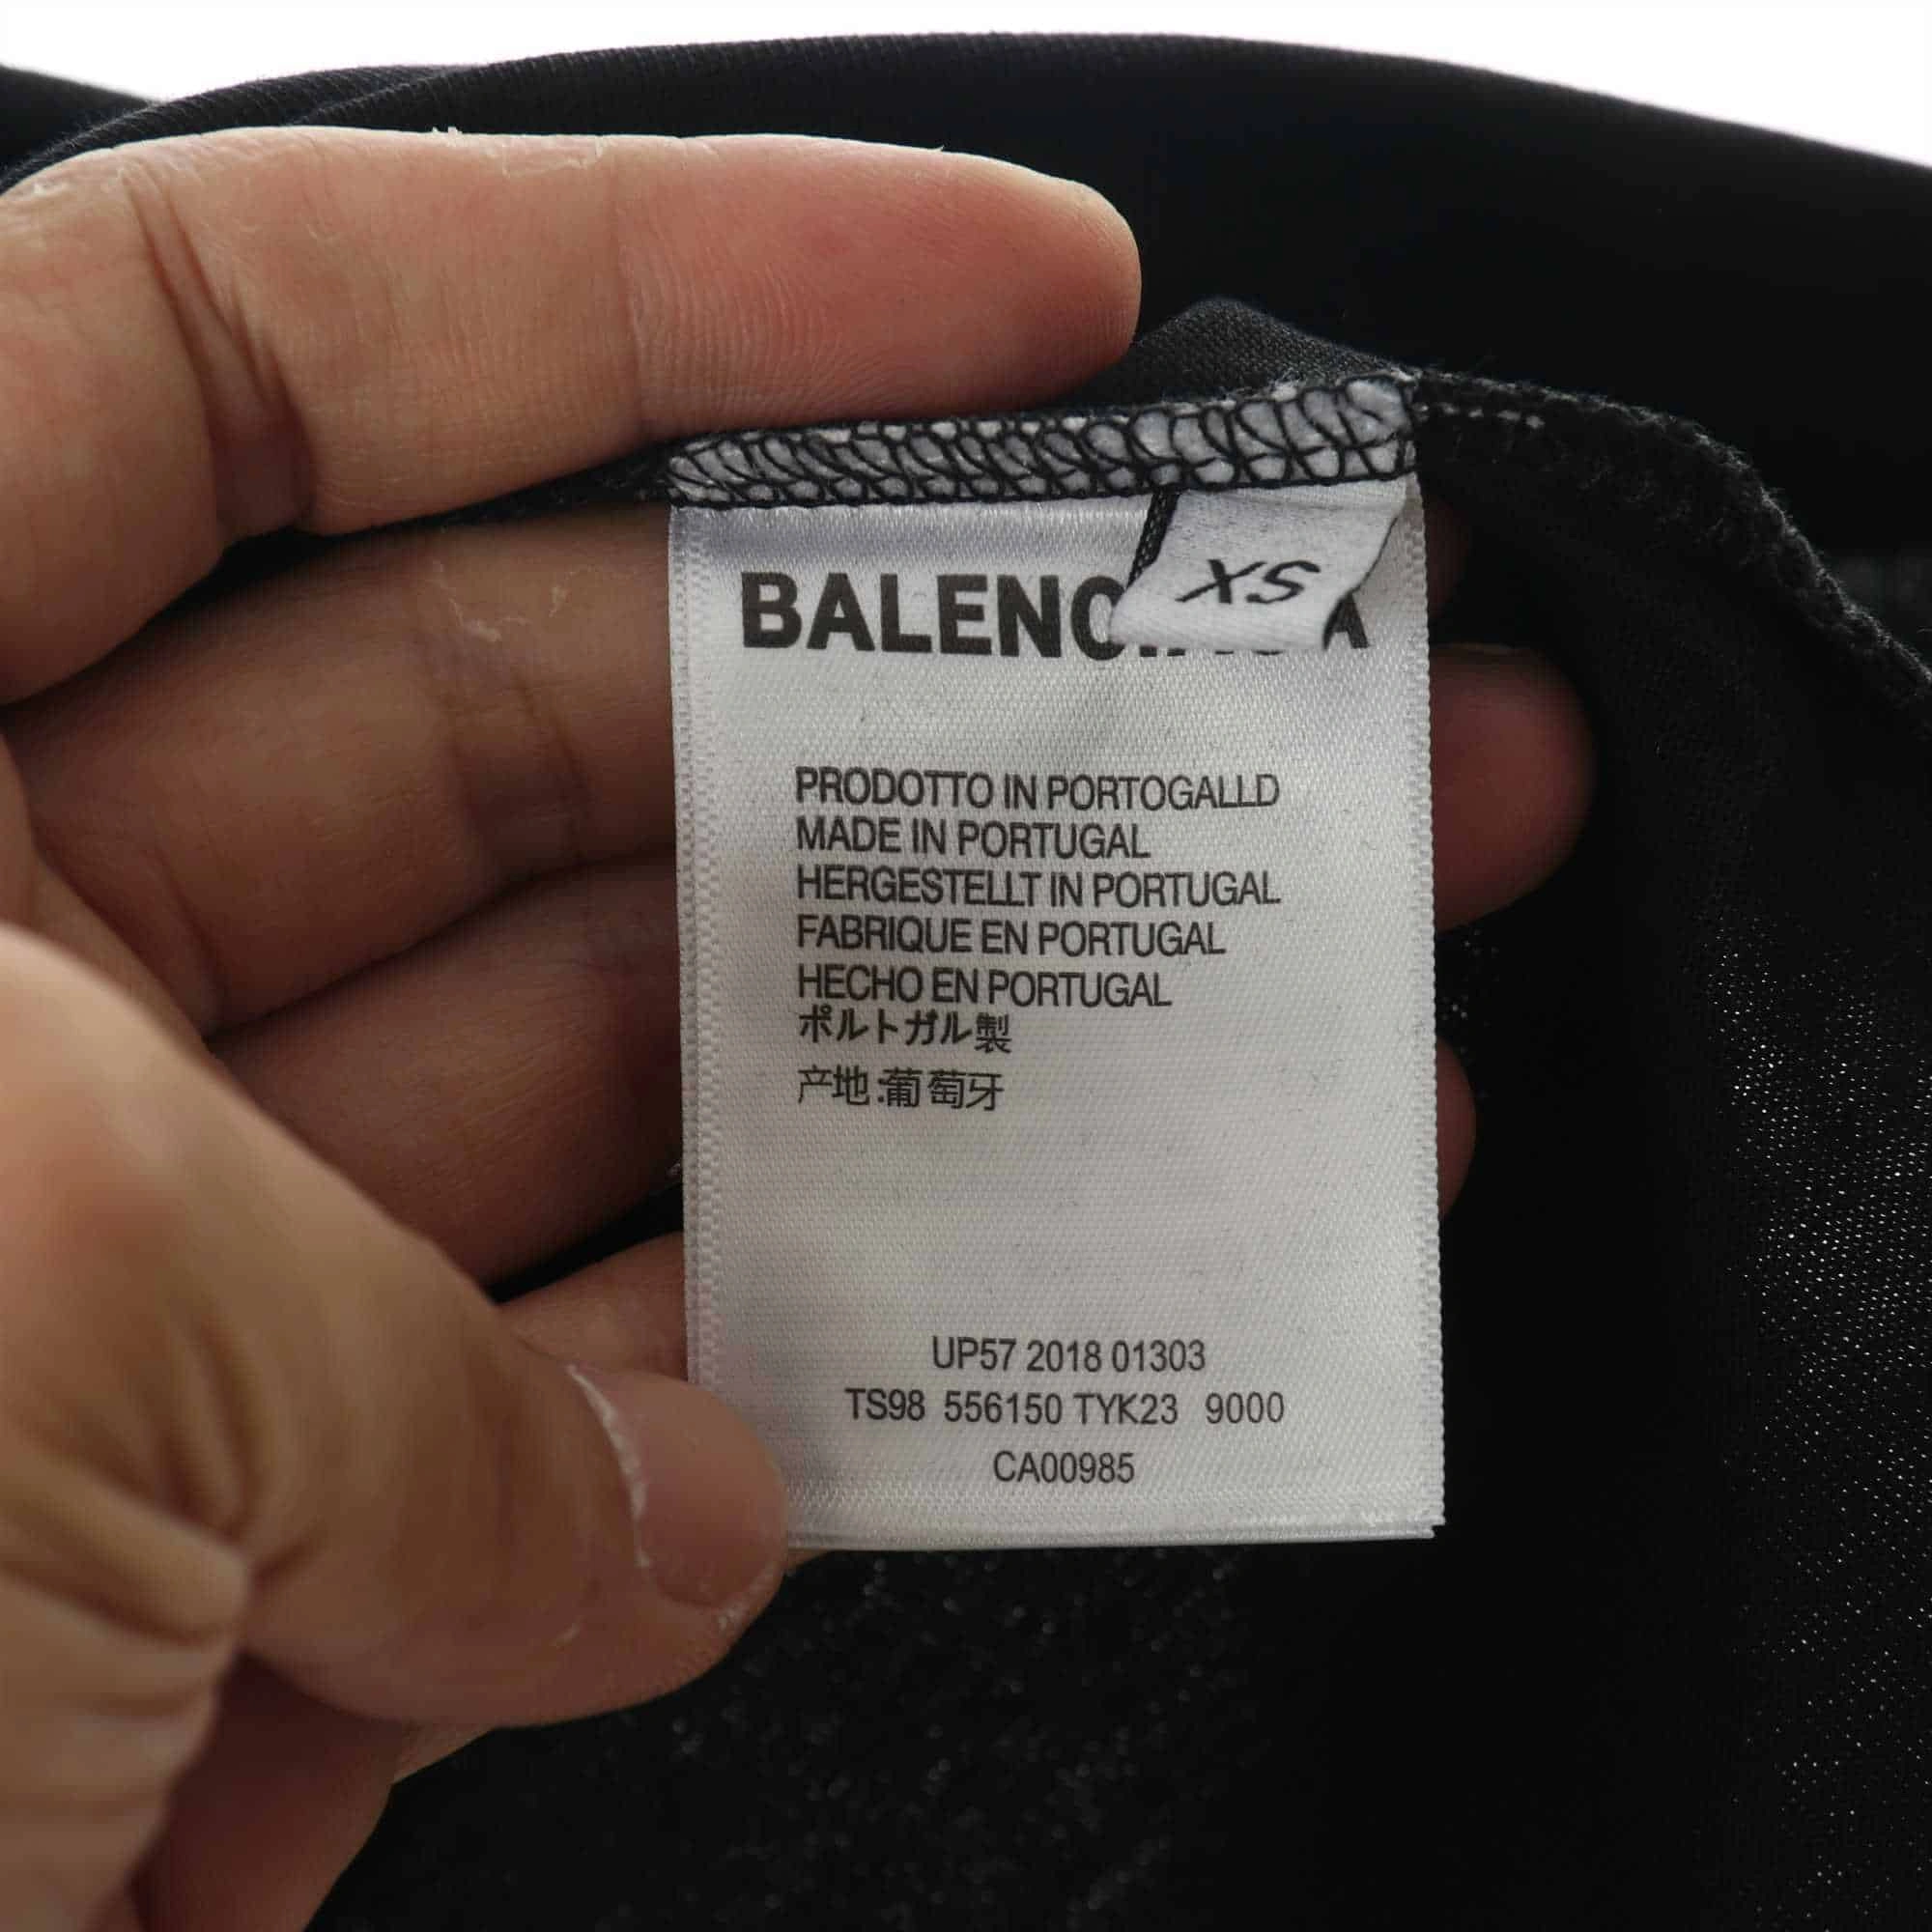 XS
PRODOTTO IN PORTOGALLD
MADE IN PORTUGAL
HERGESTELLT IN PORTUGAL
FABRIQUE EN PORTUGAL
HECHO EN PORTUGAL
ポルトガル製
产地:葡萄牙
UP57 2018 01303
TS98 556150 TYK23 9000
CA00985